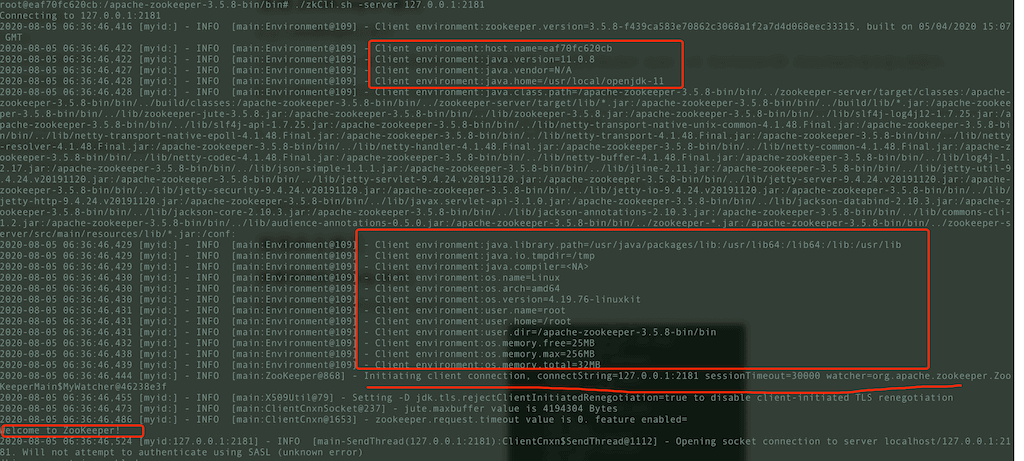 root@eaf70fc620cb:/apache-zookeeper-3.5.8-bin/bin# ./zkCli.sh -server 127.0.0.1:2181
Connecting to 127.0.0.1:2181
2020-08-05 06:36:46.416 [myid:] - INFO  [main:Environment@109] - Client environment:zookeeper.version=3.5.8-f439ca583e70862c3068a1f2a7d4d068eec33315, built on 05/04/2020 15:07
GMT
2020-08-05 06:36:46.422 [myid:] - INFO  [main:Environment@109] - Client environment:host.name=eaf70fc620cb
2020-08-05 06:36:46.422 [myid:] - INFO  [main:Environment@109] - Client environment:java.version=11.0.8
2020-08-05 06:36:46.427 [myid:] - INFO  [main:Environment@109] - Client environment:java.vendor=N/A
2020-08-05 06:36:46.428 [myid:] - INFO  [main:Environment@109] - Client environment:java.home=/usr/local/openjdk-11
2020-08-05 06:36:46.428 [myid:] - INFO  [main:Environment@109] - Client environment:java.class.path=/apache-zookeeper-3.5.8-bin/bin/../zookeeper-server/target/classes:/apache-
zookeeper-3.5.8-bin/bin/../build/classes:/apache-zookeeper-3.5.8-bin/bin/../zookeeper-server/target/lib/*.jar:/apache-zookeeper-3.5.8-bin/bin/../build/lib/*.jar:/apache-zookee
per-3.5.8-bin/bin/../lib/zookeeper-jute-3.5.8.jar:/apache-zookeeper-3.5.8-bin/bin/../lib/zookeeper-3.5.8.jar:/apache-zookeeper-3.5.8-bin/bin/../lib/slf4j-log4j12-1.7.25.jar:/a
pache-zookeeper-3.5.8-bin/bin/../lib/slf4j-api-1.7.25.jar:/apache-zookeeper-3.5.8-bin/bin/../lib/netty-transport-native-unix-common-4.1.48.Final.jar:/apache-zookeeper-3.5.8-bi
n/bin/../lib/netty-transport-native-epoll-4.1.48.Final.jar:/apache-zookeeper-3.5.8-bin/bin/../lib/netty-transport-4.1.48.Final.jar:/apache-zookeeper-3.5.8-bin/bin/../lib/netty
-resolver-4.1.48.Final.jar:/apache-zookeeper-3.5.8-bin/bin/../lib/netty-handler-4.1.48.Final.jar:/apache-zookeeper-3.5.8-bin/bin/../lib/netty-common-4.1.48.Final.jar:/apache-z
ookeeper-3.5.8-bin/bin/../lib/netty-codec-4.1.48.Final.jar:/apache-zookeeper-3.5.8-bin/bin/../lib/netty-buffer-4.1.48.Final.jar:/apache-zookeeper-3.5.8-bin/bin/../lib/log4j-1.
2.17.jar:/apache-zookeeper-3.5.8-bin/bin/../lib/json-simple-1.1.1.jar:/apache-zookeeper-3.5.8-bin/bin/../lib/jline-2.11.jar:/apache-zookeeper-3.5.8-bin/bin/../lib/jetty-util-9
.4.24.v20191120.jar:/apache-zookeeper-3.5.8-bin/bin/../lib/jetty-servlet-9.4.24.v20191120.jar:/apache-zookeeper-3.5.8-bin/bin/../lib/jetty-server-9.4.24.v20191120.jar:/apache-
zookeeper-3.5.8-bin/bin/../lib/jetty-security-9.4.24.v20191120.jar:/apache-zookeeper-3.5.8-bin/bin/../lib/jetty-io-9.4.24.v20191120.jar:/apache-zookeeper-3.5.8-bin/bin/../lib/
jetty-http-9.4.24.v20191120.jar:/apache-zookeeper-3.5.8-bin/bin/../lib/javax.servlet-api-3.1.0.jar:/apache-zookeeper-3.5.8-bin/bin/../lib/jackson-databind-2.10.3.jar:/apache-z
ookeeper-3.5.8-bin/bin/../lib/jackson-core-2.10.3.jar:/apache-zookeeper-3.5.8-bin/bin/../lib/jackson-annotations-2.10.3.jar:/apache-zookeeper-3.5.8-bin/bin/../lib/commons-cli-
1.2.jar:/apache-zookeeper-3.5.8-bin/bin/../lib/audience-annotations-0.5.0.jar:/apache-zookeeper-3.5.8-bin/bin/../zookeeper-*.jar:/apache-zookeeper-3.5.8-bin/bin/../zookeeper-s
erver/src/main/resources/lib/*.jar:/conf:
2020-08-05 06:36:46.429 [myid:] - INFO  [main:Environment@109] - Client environment:java.library.path=/usr/java/packages/lib:/usr/lib64:/lib64:/lib:/usr/lib
2020-08-05 06:36:46.429 [myid:] - INFO  [main:Environment@109] - Client environment:java.io.tmpdir=/tmp
2020-08-05 06:36:46.429 [myid:] - INFO  [main:Environment@109] - Client environment:java.compiler=<NA>
2020-08-05 06:36:46.430 [myid:] - INFO  [main:Environment@109] - Client environment:os.name=Linux
2020-08-05 06:36:46.430 [myid:] - INFO  [main:Environment@109] - Client environment:os.arch=amd64
2020-08-05 06:36:46.430 [myid:] - INFO  [main:Environment@109] - Client environment:os.version=4.19.76-linuxkit
2020-08-05 06:36:46.431 [myid:] - INFO  [main:Environment@109] - Client environment:user.name=root
2020-08-05 06:36:46.431 [myid:] - INFO  [main:Environment@109] - Client environment:user.home=/root
2020-08-05 06:36:46.431 [myid:] - INFO  [main:Environment@109] - Client environment:user.dir=/apache-zookeeper-3.5.8-bin/bin
2020-08-05 06:36:46.432 [myid:] - INFO  [main:Environment@109] - Client environment:os.memory.free=25MB
2020-08-05 06:36:46.438 [myid:] - INFO  [main:Environment@109] - Client environment:os.memory.max=256MB
2020-08-05 06:36:46.439 [myid:] - INFO  [main:Environment@109] - Client environment:os.memory.total=32MB
2020-08-05 06:36:46.444 [myid:] - INFO  [main:ZooKeeper@868] - Initiating client connection, connectString=127.0.0.1:2181 sessionTimeout=30000 watcher=org.apache.zookeeper.Zoo
KeeperMain$MyWatcher@46238e3f
2020-08-05 06:36:46.455 [myid:] - INFO  [main:X509Util@79] - Setting -D jdk.tls.rejectClientInitiatedRenegotiation=true to disable client-initiated TLS renegotiation
2020-08-05 06:36:46.473 [myid:] - INFO  [main:ClientCnxnSocket@237] - jute.maxbuffer value is 4194304 Bytes
2020-08-05 06:36:46.486 [myid:] - INFO  [main:ClientCnxn@1653] - zookeeper.request.timeout value is 0. feature enabled=
Welcome to ZooKeeper!
2020-08-05 06:36:46.524 [myid:127.0.0.1:2181] - INFO  [main-SendThread(127.0.0.1:2181):ClientCnxn$SendThread@1112] - Opening socket connection to server localhost/127.0.0.1:21
81. Will not attempt to authenticate using SASL (unknown error)